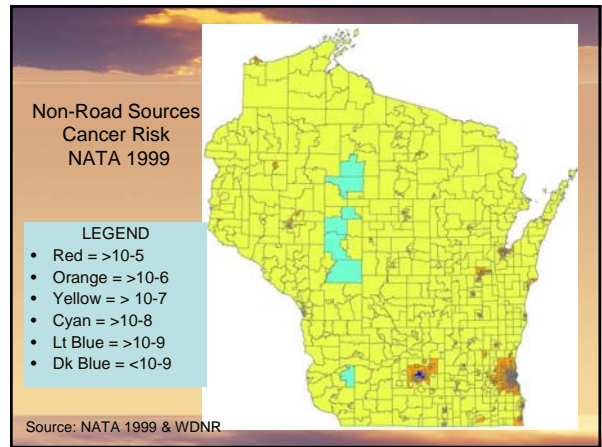 Non-Road Sources
Cancer Risk
NATA 1999
LEGEND
• Red = >10-5
• Orange = >10-6
• Yellow = > 10-7
• Cyan = >10-8
• Lt Blue = >10-9
• Dk Blue = <10-9
Source: NATA 1999 & WDNR